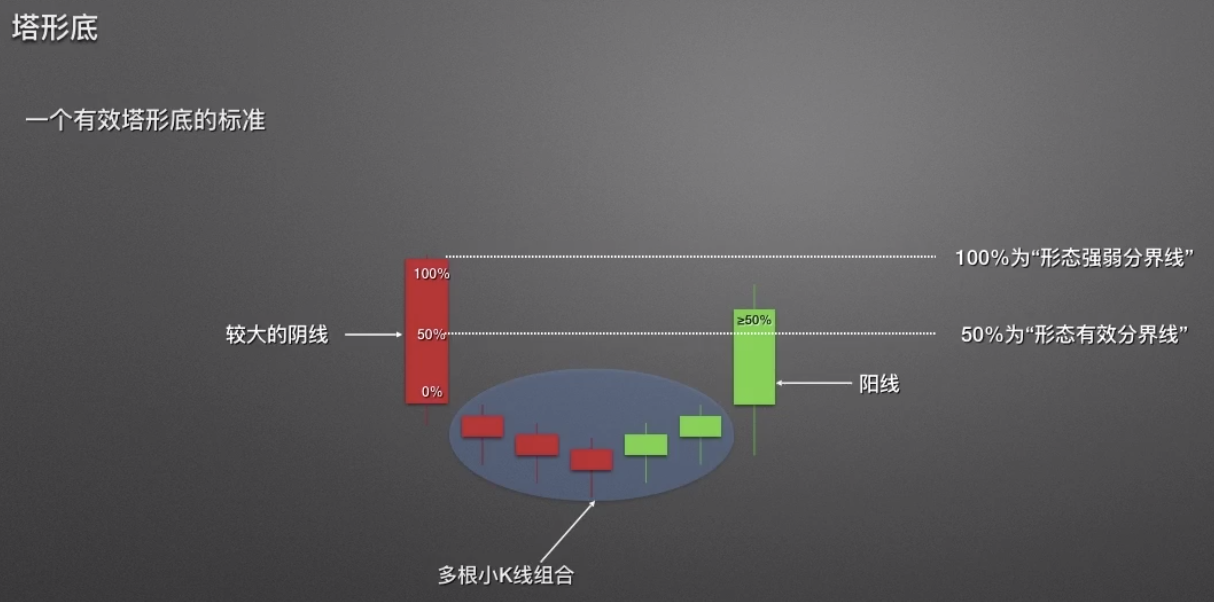 塔形底
一个有效塔形底的标准
100%为“形态强弱分界线”
100%
≥50%
较大的阴线
50%
50%为“形态有效分界线”
0%
阳线
多根小K线组合